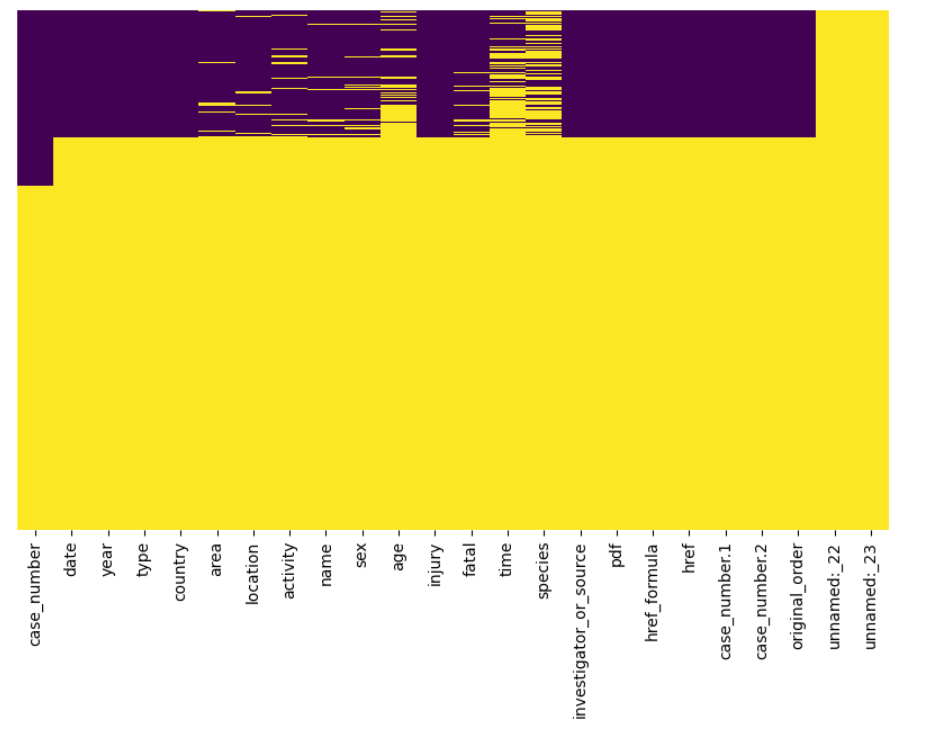 case_number
date
year
type
country
area
location
activity
name
sex
age
injury
fatal
time
species
investigator_or_source
pdf
href_formula
href
case_number.1
case_number.2
original_order
unnamed:_22
unnamed:_23